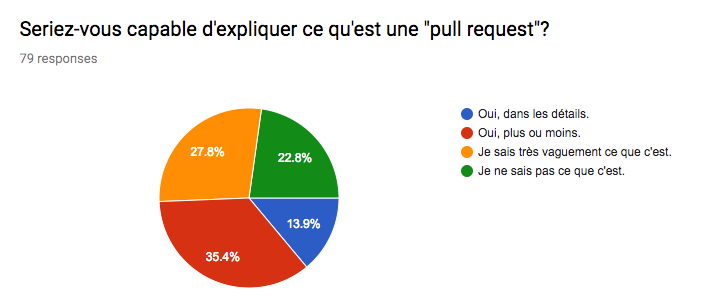 Seriez-vous capable d'expliquer ce qu'est une "pull request"?
79 responses
Oui, dans les détails.
Oui, plus ou moins.
Je sais très vaguement ce que c'est.
Je ne sais pas ce que c'est.
27.8%
22.8%
13.9%
35.4%